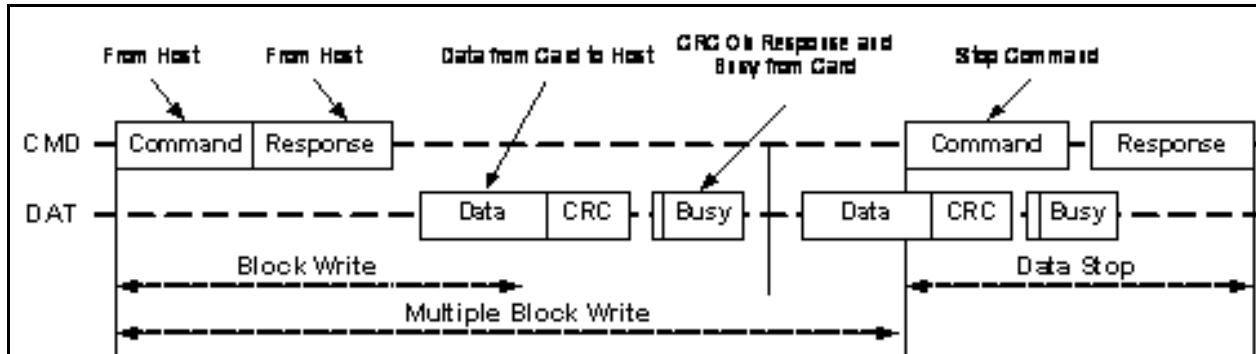 From Host
From Host
Data from Card to Host
CRC Ok Response and
Busy from Card
Stop Command
CMD
Command
Response
Command
Response
DAT
Data
CRC
Busy
Data
CRC
Busy
Block Write
Data Stop
Multiple Block Write